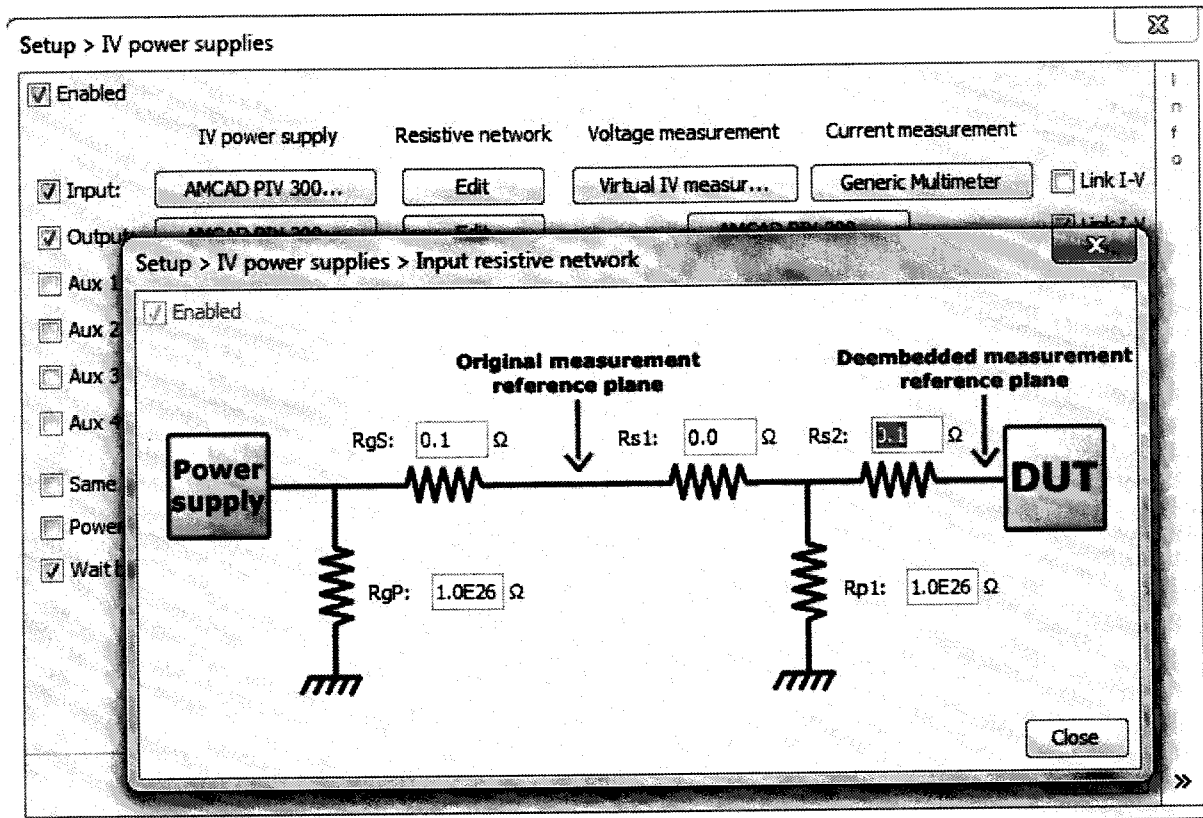 Setup > IV power supplies
Enabled
IV power supply Resistive network Voltage measurement Current measurement
Input: AMCAD PIV 300... Edit Virtual IV measur... Generic Multimeter Link I-V
Output
Aux 1
Aux 2
Aux 3
Aux 4
Same
Power
Wait
Info
Setup > IV power supplies > Input resistive network
Enabled
Original measurement
reference plane
Deembedded measurement
reference plane
RgS: 0.1 Ω Rs1: 0.0 Ω Rs2: 0.1 Ω
Power
supply
DUT
RgP: 1.0E26 Ω Rp1: 1.0E26 Ω
Close
»